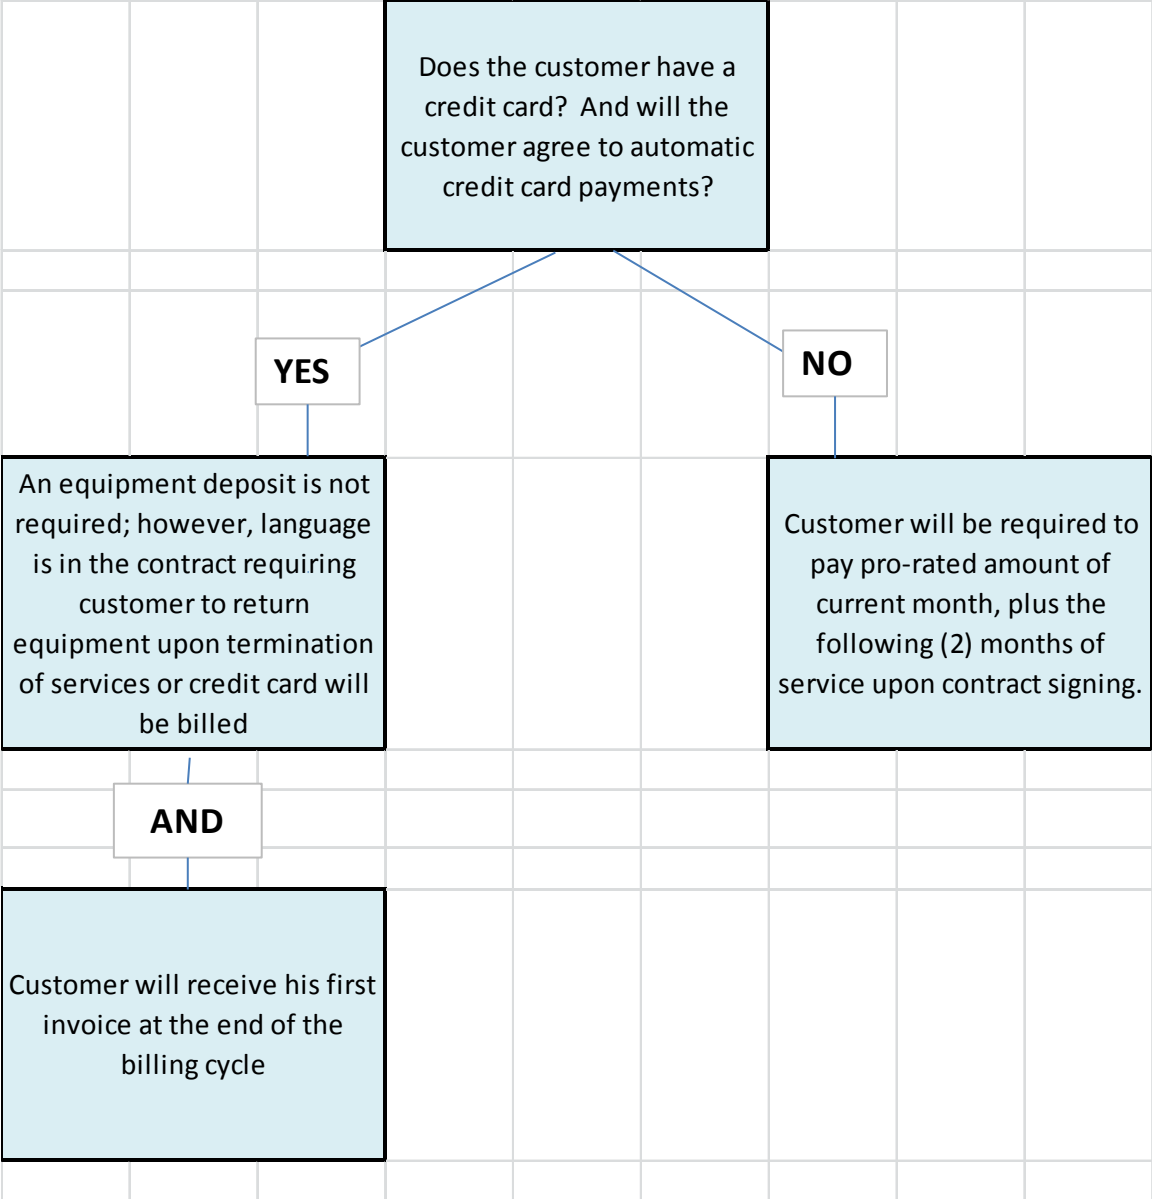 Does the customer have a
credit card?  And will the
customer agree to automatic
credit card payments?
YES
NO
An equipment deposit is not
required; however, language
is in the contract requiring
customer to return
equipment upon termination
of services or credit card will
be billed
Customer will be required to
pay pro-rated amount of
current month, plus the
following (2) months of
service upon contract signing.
AND
Customer will receive his first
invoice at the end of the
billing cycle